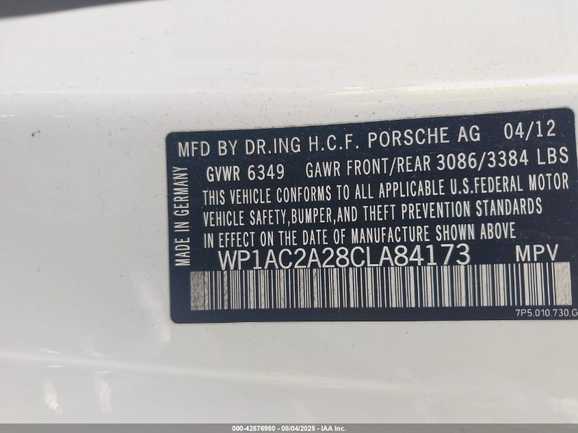 MFD BY DR.ING H.C.F. PORSCHE AG 04/12
GVWR 6349 GAWR FRONT/REAR 3086/3384 LBS
THIS VEHICLE CONFORMS TO ALL APPLICABLE U.S.FEDERAL MOTOR
VEHICLE SAFETY,BUMPER,AND THEFT PREVENTION STANDARDS
IN EFFECT ON THE DATE OF MANUFACTURE SHOWN ABOVE
WP1AC2A28CLA84173 MPV
MADE IN GERMANY
7P5.010.730.G
000-42876980 - 08/04/2025 - IAA Inc.